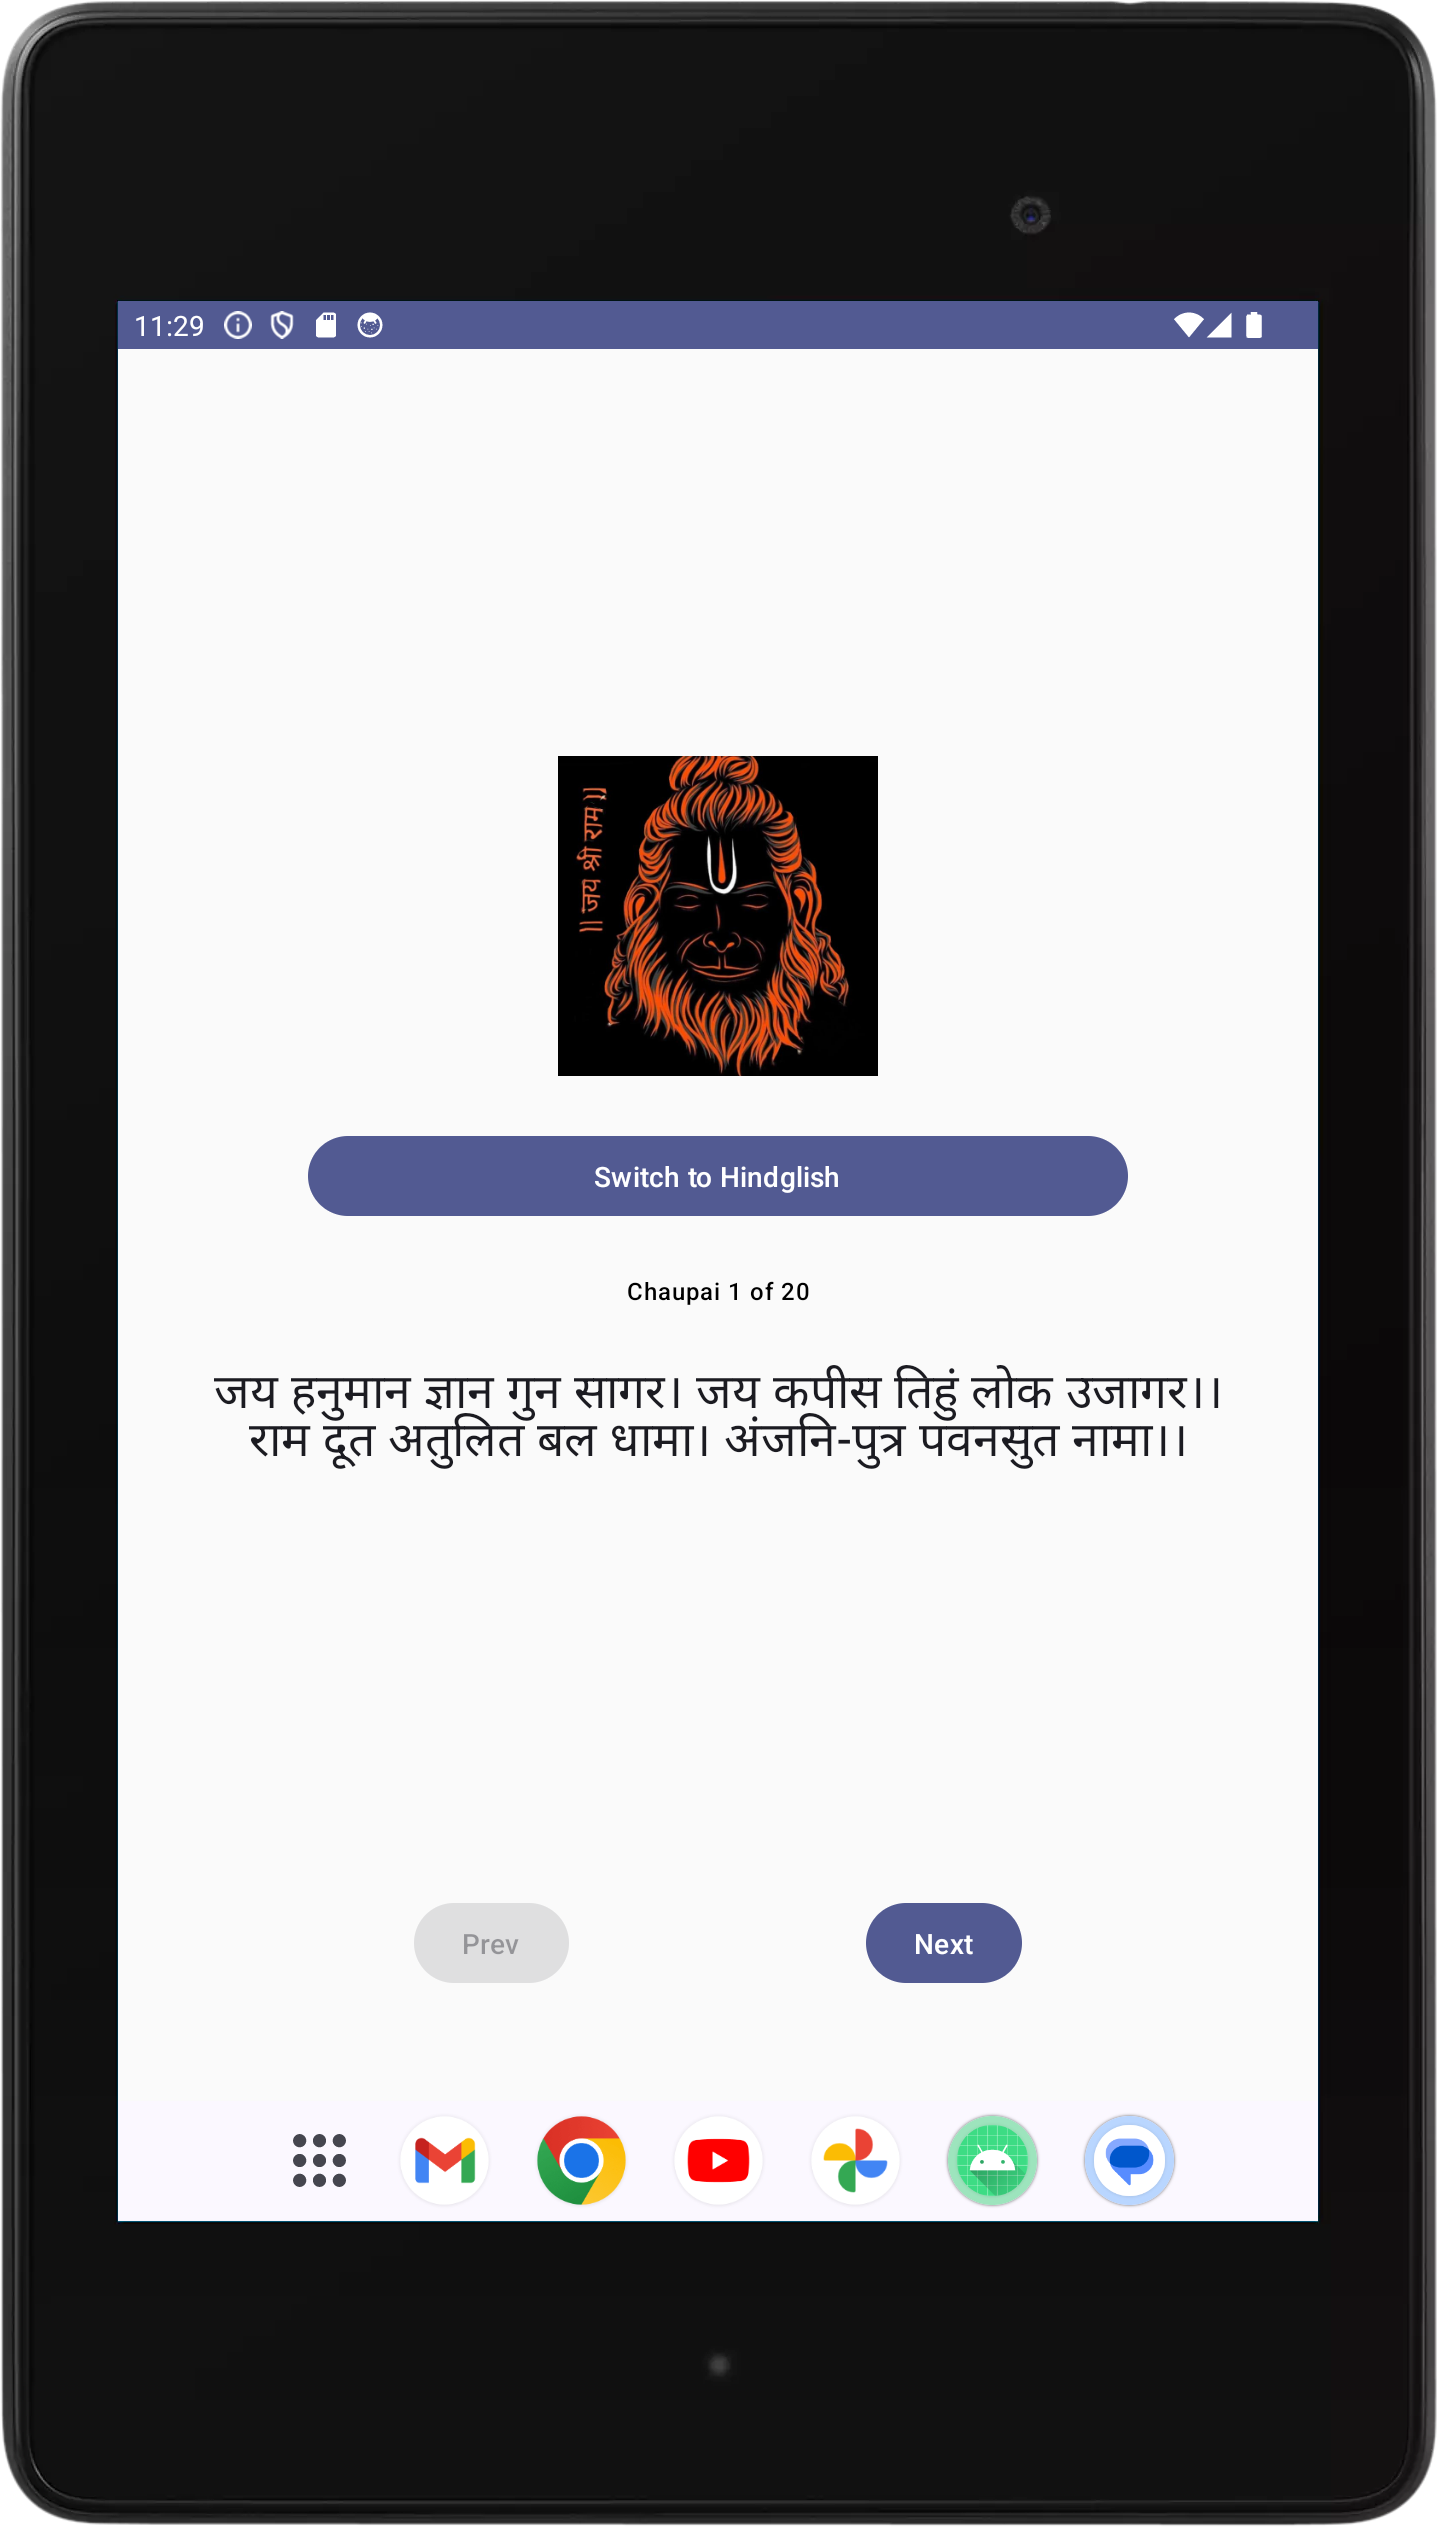 11:29
॥ जय श्री राम ॥
Switch to Hindglish
Chaupai 1 of 20
जय हनुमान ज्ञान गुन सागर। जय कपीस तिहुं लोक उजागर।।
राम दूत अतुलित बल धामा। अंजनि-पुत्र पवनसुत नामा।।
Prev
Next